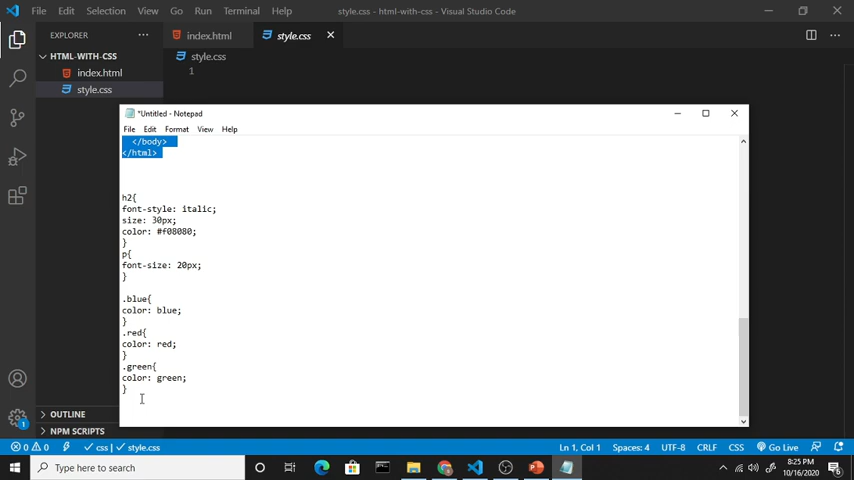 File Edit Selection View Go Run Terminal Help style.css - html-with-css - Visual Studio Code
EXPLORER
index.html
style.css
HTML-WITH-CSS
style.css
index.html
1
style.css
*Untitled - Notepad
File Edit Format View Help
</body>
</html>
h2{
font-style: italic;
size: 30px;
color: #f08080;
}
p{
font-size: 20px;
}
.blue{
color: blue;
}
.red{
color: red;
}
.green{
color: green;
}
OUTLINE
NPM SCRIPTS
0 0 css | style.css Ln 1, Col 1 Spaces: 4 UTF-8 CRLF CSS Go Live
1
Type here to search
8:25 PM
10/16/2020
6